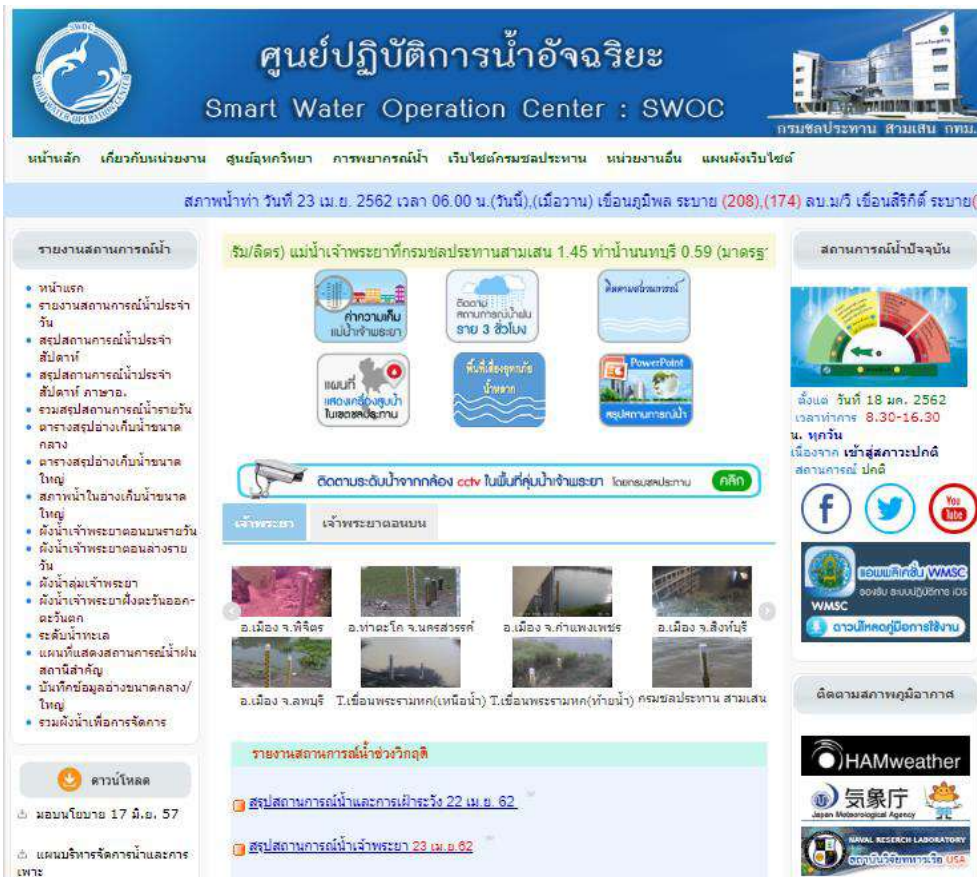 SWOC
SMART WATER OPERATION CENTER
ศูนย์ปฏิบัติการน้ำอัจฉริยะ
Smart Water Operation Center : SWOC
กรมชลประทาน สามเสน กทม.
หน้าหลัก เกี่ยวกับหน่วยงาน ศูนย์อุทกวิทยา การพยากรณ์น้ำ เว็บไซต์กรมชลประทาน หน่วยงานอื่น แผนผังเว็บไซต์
สภาพน้ำท่า วันที่ 23 เม.ย. 2562 เวลา 06.00 น.(วันนี้),(เมื่อวาน) เขื่อนภูมิพล ระบาย (208),(174) ลบ.ม/วิ เขื่อนสิริกิติ์ ระบาย(
รายงานสถานการณ์น้ำ
หน้าแรก
รายงานสถานการณ์น้ำประจำ
วัน
สรุปสถานการณ์น้ำประจำ
สัปดาห์
สรุปสถานการณ์น้ำประจำ
สัปดาห์ ภาษาอ.
รวมสรุปสถานการณ์น้ำรายวัน
ตารางสรุปอ่างเก็บน้ำขนาด
กลาง
ตารางสรุปอ่างเก็บน้ำขนาด
ใหญ่
สภาพน้ำในอ่างเก็บน้ำขนาด
ใหญ่
ผังน้ำเจ้าพระยาตอนบนรายวัน
ผังน้ำเจ้าพระยาตอนล่างราย
วัน
ผังน้ำลุ่มเจ้าพระยา
ผังน้ำเจ้าพระยาฝั่งตะวันออก-
ตะวันตก
ระดับน้ำทะเล
แผนที่แสดงสถานการณ์น้ำฝน
สถานีสำคัญ
บันทึกข้อมูลอ่างขนาดกลาง/
ใหญ่
รวมผังน้ำเพื่อการจัดการ
ดาวน์โหลด
มอบนโยบาย 17 มิ.ย. 57
แผนบริหารจัดการน้ำและการ
เพาะ
รัม/ลิตร) แม่น้ำเจ้าพระยาที่กรมชลประทานสามเสน 1.45 ท่าน้ำนนทบุรี 0.59 (มาตรฐา
ค่าความเค็ม
แม่น้ำเจ้าพระยา
ติดตาม
สถานการณ์น้ำฝน
ราย 3 ชั่วโมง
ติดตามสถานการณ์
แผนที่
แสดงเครื่องสูบน้ำ
ในเขตชลประทาน
พื้นที่เสี่ยงอุทกภัย
น้ำหลาก
PowerPoint
สรุปสถานการณ์น้ำ
ติดตามระดับน้ำจากกล้อง cctv ในพื้นที่ลุ่มน้ำเจ้าพระยา โดยกรมชลประทาน คลิก
เจ้าพระยา เจ้าพระยาตอนบน
อ.เมือง จ.พิจิตร อ.ท่าตะโก จ.นครสวรรค์ อ.เมือง จ.กำแพงเพชร อ.เมือง จ.สิงห์บุรี
อ.เมือง จ.ลพบุรี T.เขื่อนพระรามหก(เหนือน้ำ) T.เขื่อนพระรามหก(ท้ายน้ำ) กรมชลประทาน สามเสน
รายงานสถานการณ์น้ำช่วงวิกฤติ
สรุปสถานการณ์น้ำและการเฝ้าระวัง 22 เม.ย. 62
สรุปสถานการณ์น้ำเจ้าพระยา 23 เม.ย.62
สถานการณ์น้ำปัจจุบัน
ตั้งแต่ วันที่ 18 มค. 2562
เวลาทำการ 8.30-16.30
น. ทุกวัน
เนื่องจาก เข้าสู่สภาวะปกติ
สถานการณ์ ปกติ
You
Tube
แอพพลิเคชั่น WMSC
รองรับ ระบบปฏิบัติการ iOS
WMSC
ดาวน์โหลดคู่มือการใช้งาน
ติดตามสภาพภูมิอากาศ
HAMweather
気象庁
Japan Meteorological Agency
NAVAL RESERCH LABORATORY
สถาบันวิจัยทหารเรือ USA